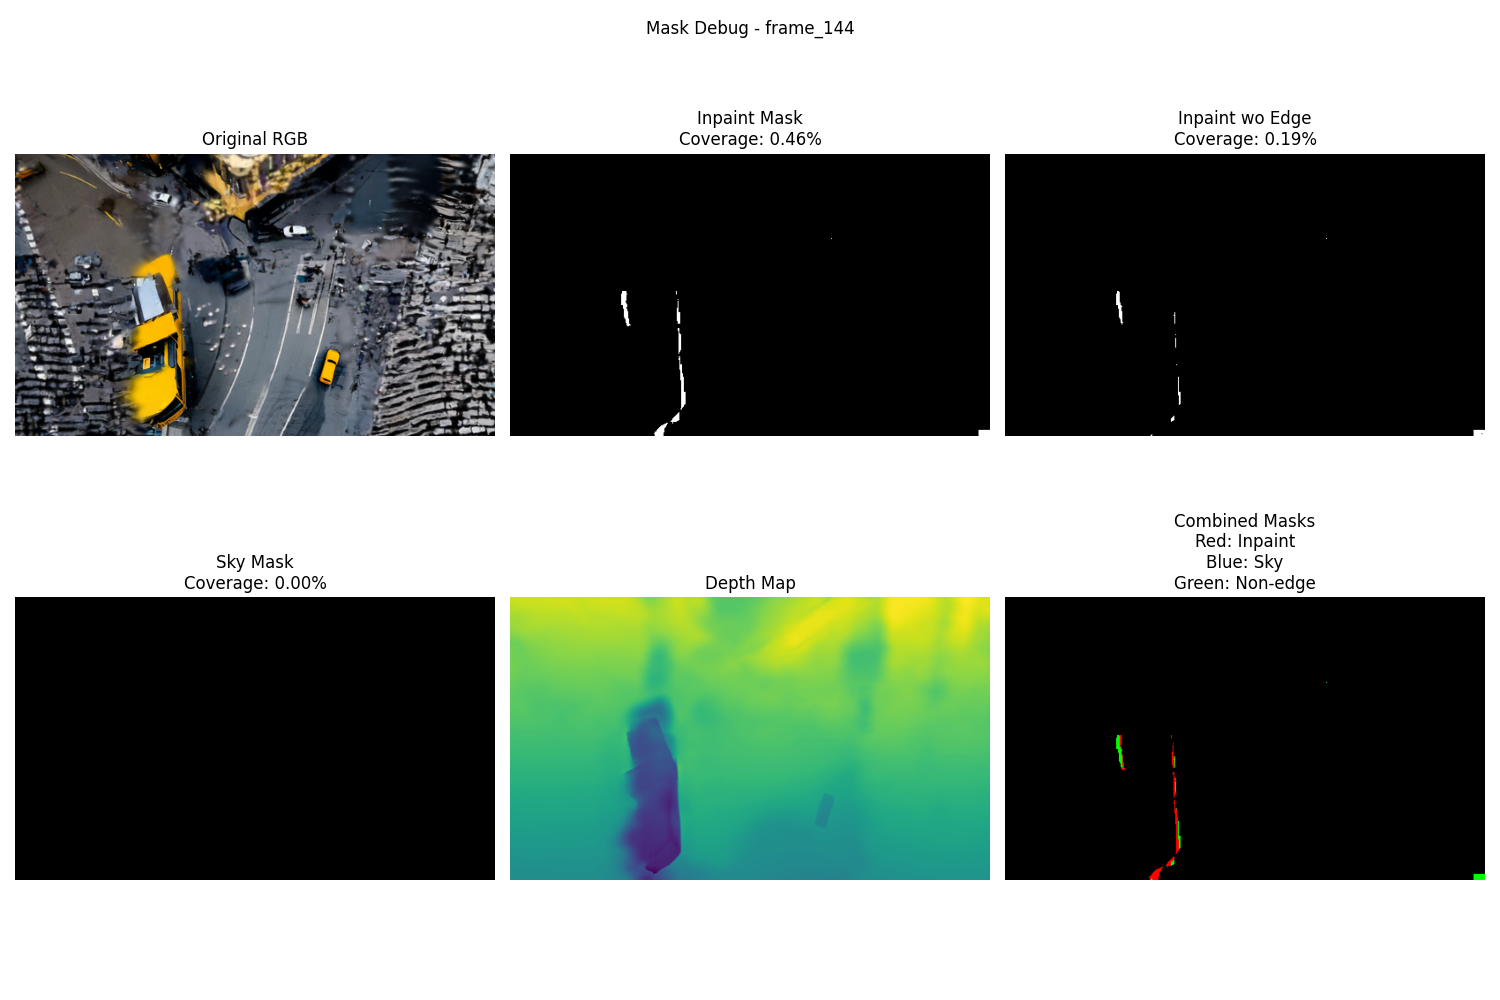 Mask Debug - frame_144
Original RGB
Inpaint Mask
Coverage: 0.46%
Inpaint wo Edge
Coverage: 0.19%
Sky Mask
Coverage: 0.00%
Depth Map
Combined Masks
Red: Inpaint
Blue: Sky
Green: Non-edge